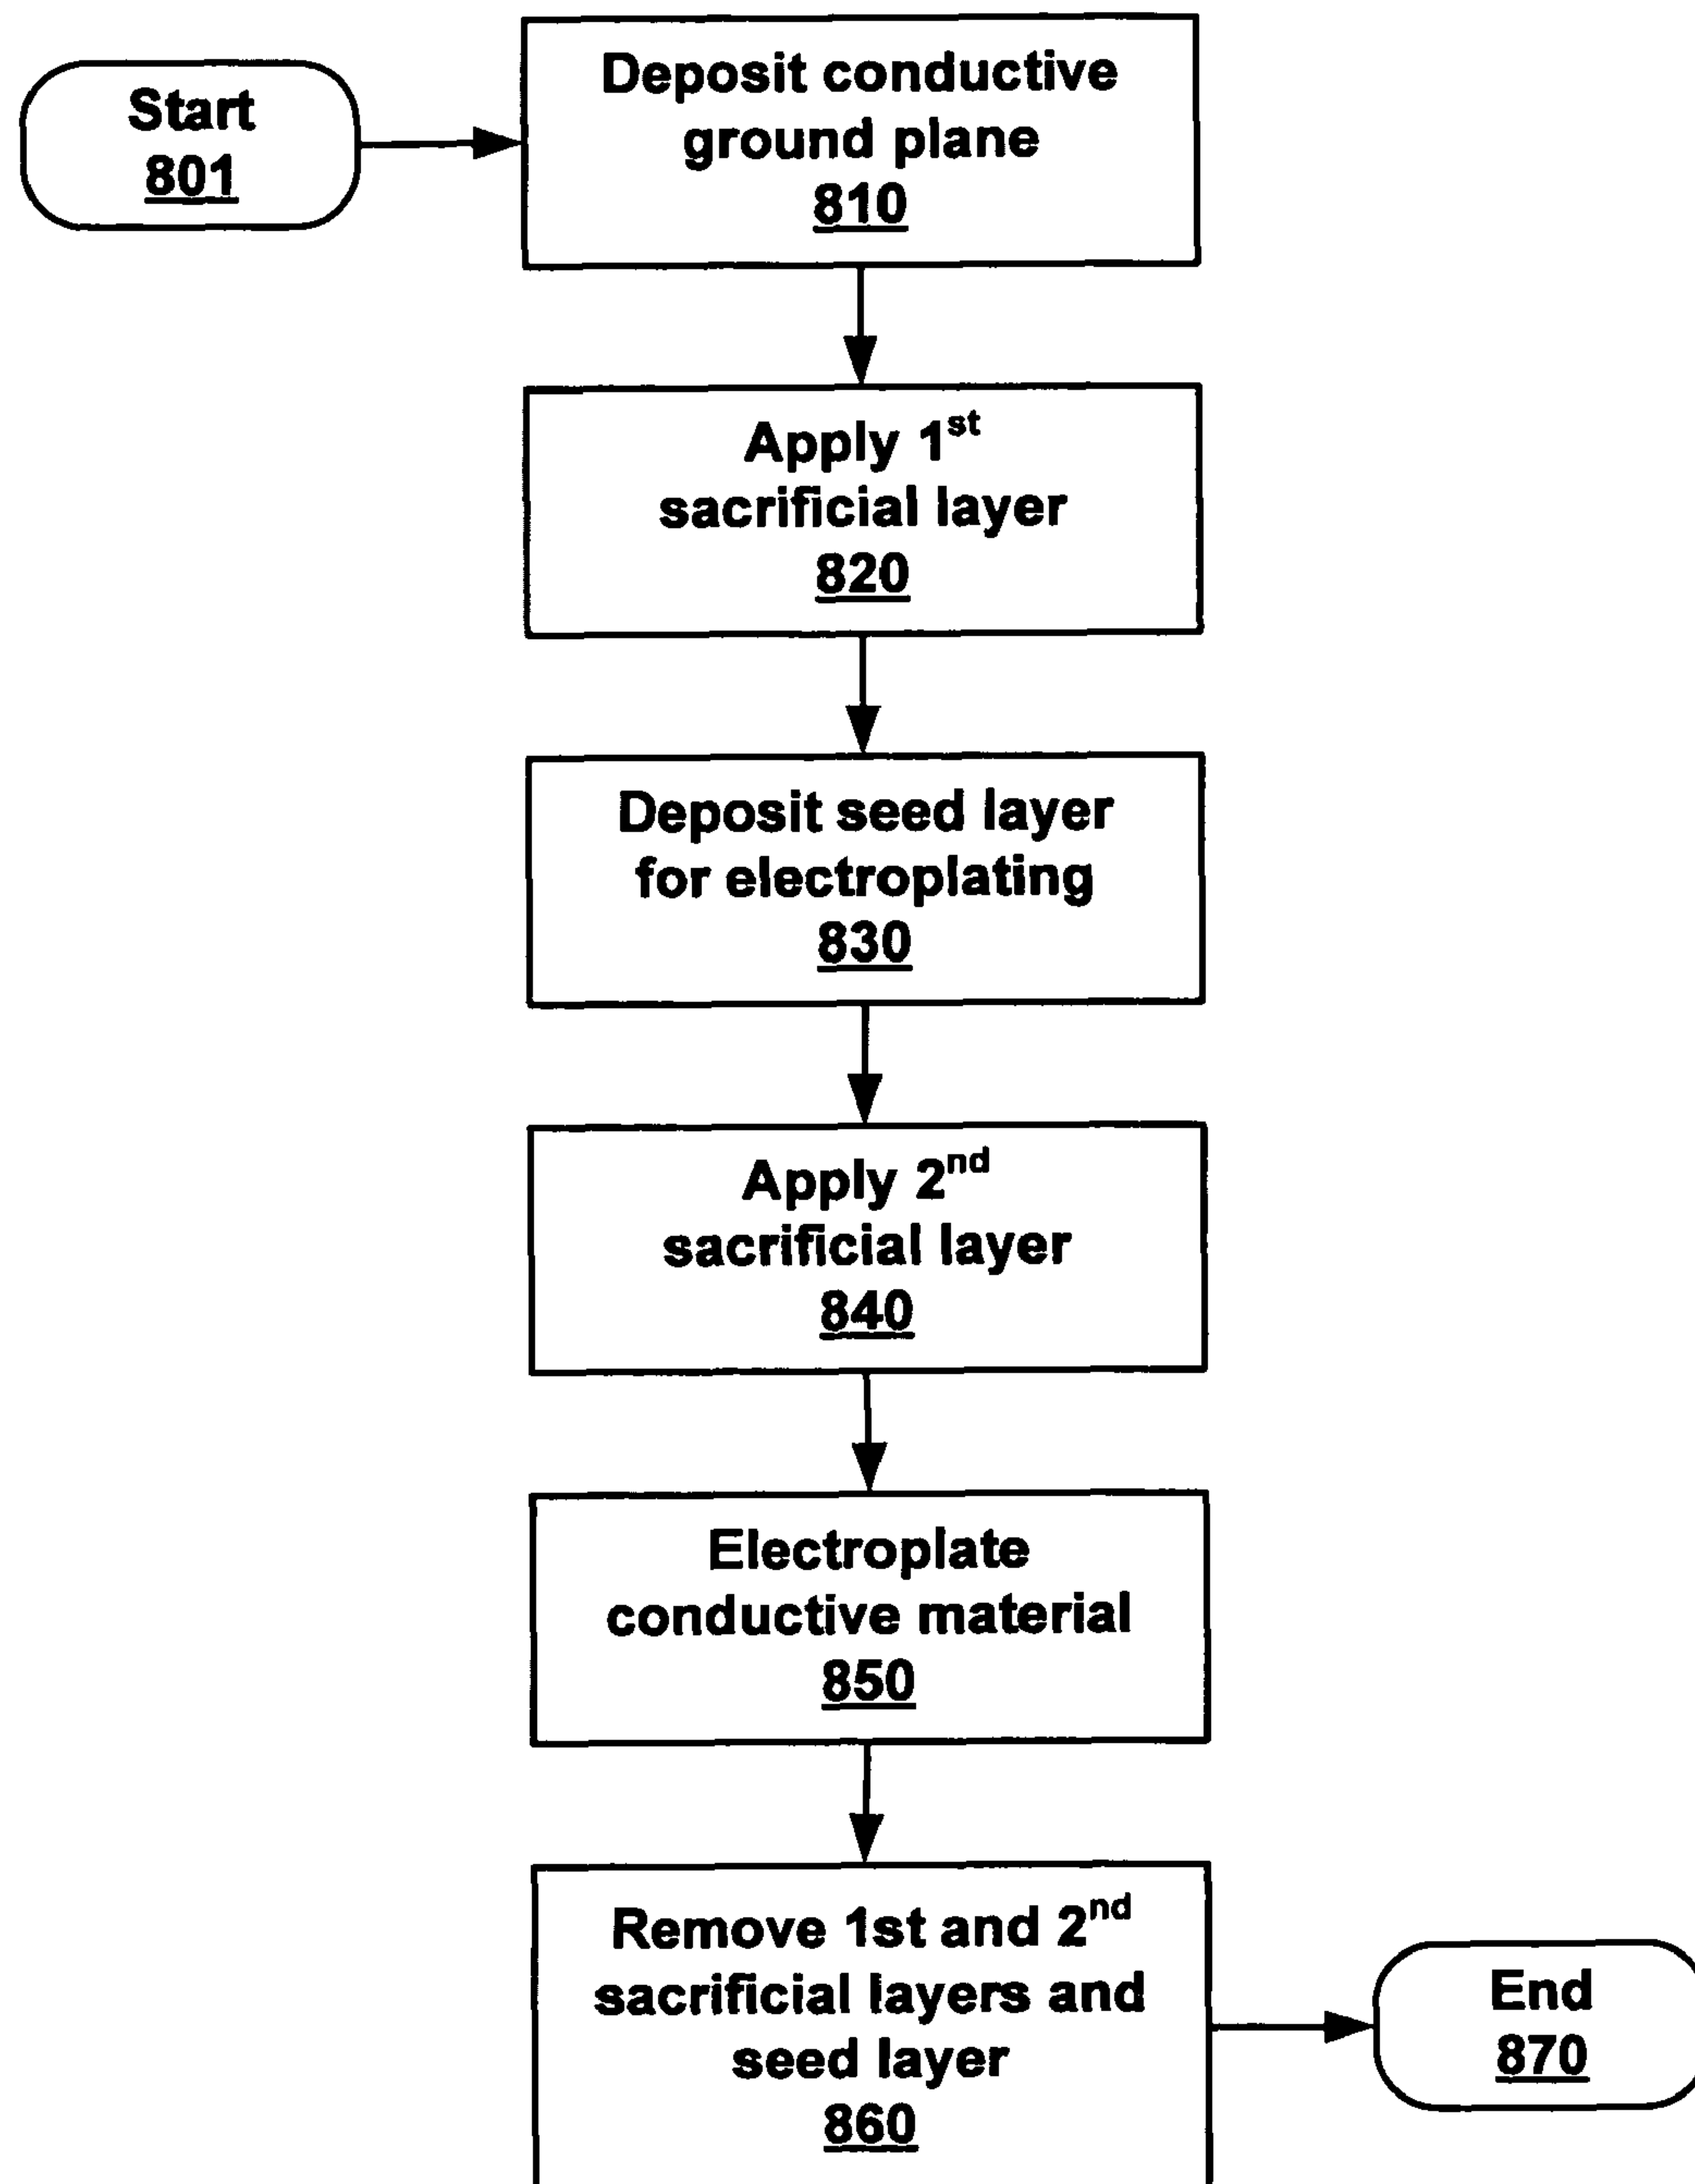 Start
801
Deposit conductive
ground plane
810
Apply 1st
sacrificial layer
820
Deposit seed layer
for electroplating
830
Apply 2nd
sacrificial layer
840
Electroplate
conductive material
850
Remove 1st and 2nd
sacrificial layers and
seed layer
860
End
870